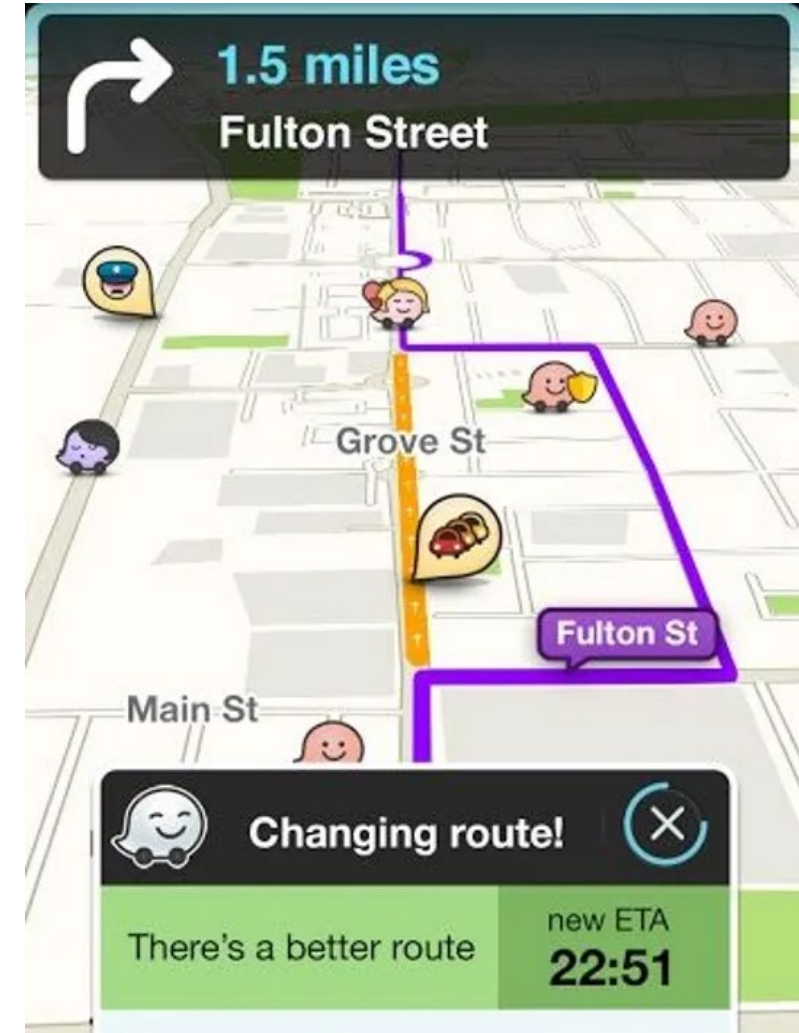 1.5 miles
Fulton Street
Grove St
Fulton St
Main St
Changing route!
There's a better route
new ETA
22:51